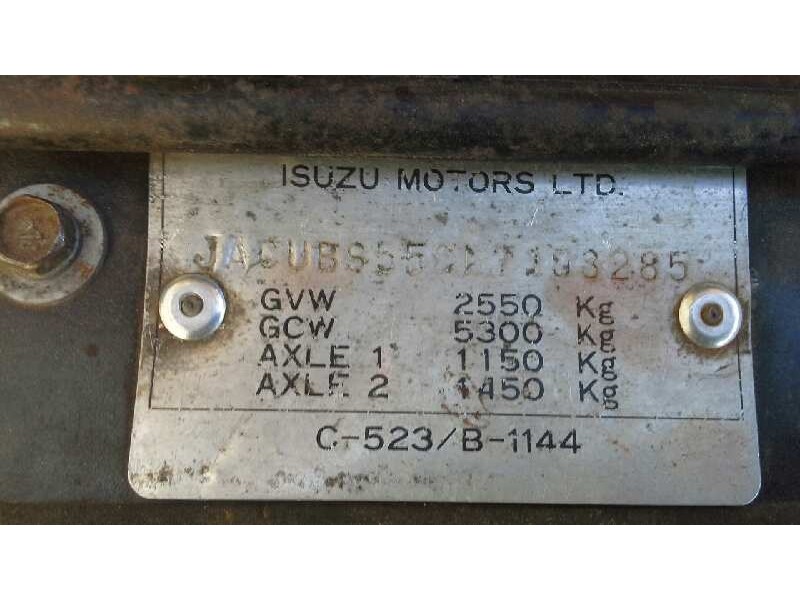 ISUZU MOTORS LTD.
GVW 2550 Kg
GCW 5300 Kg
AXLE 1 1150 Kg
AXLE 2 1450 Kg
C-523/B-1144